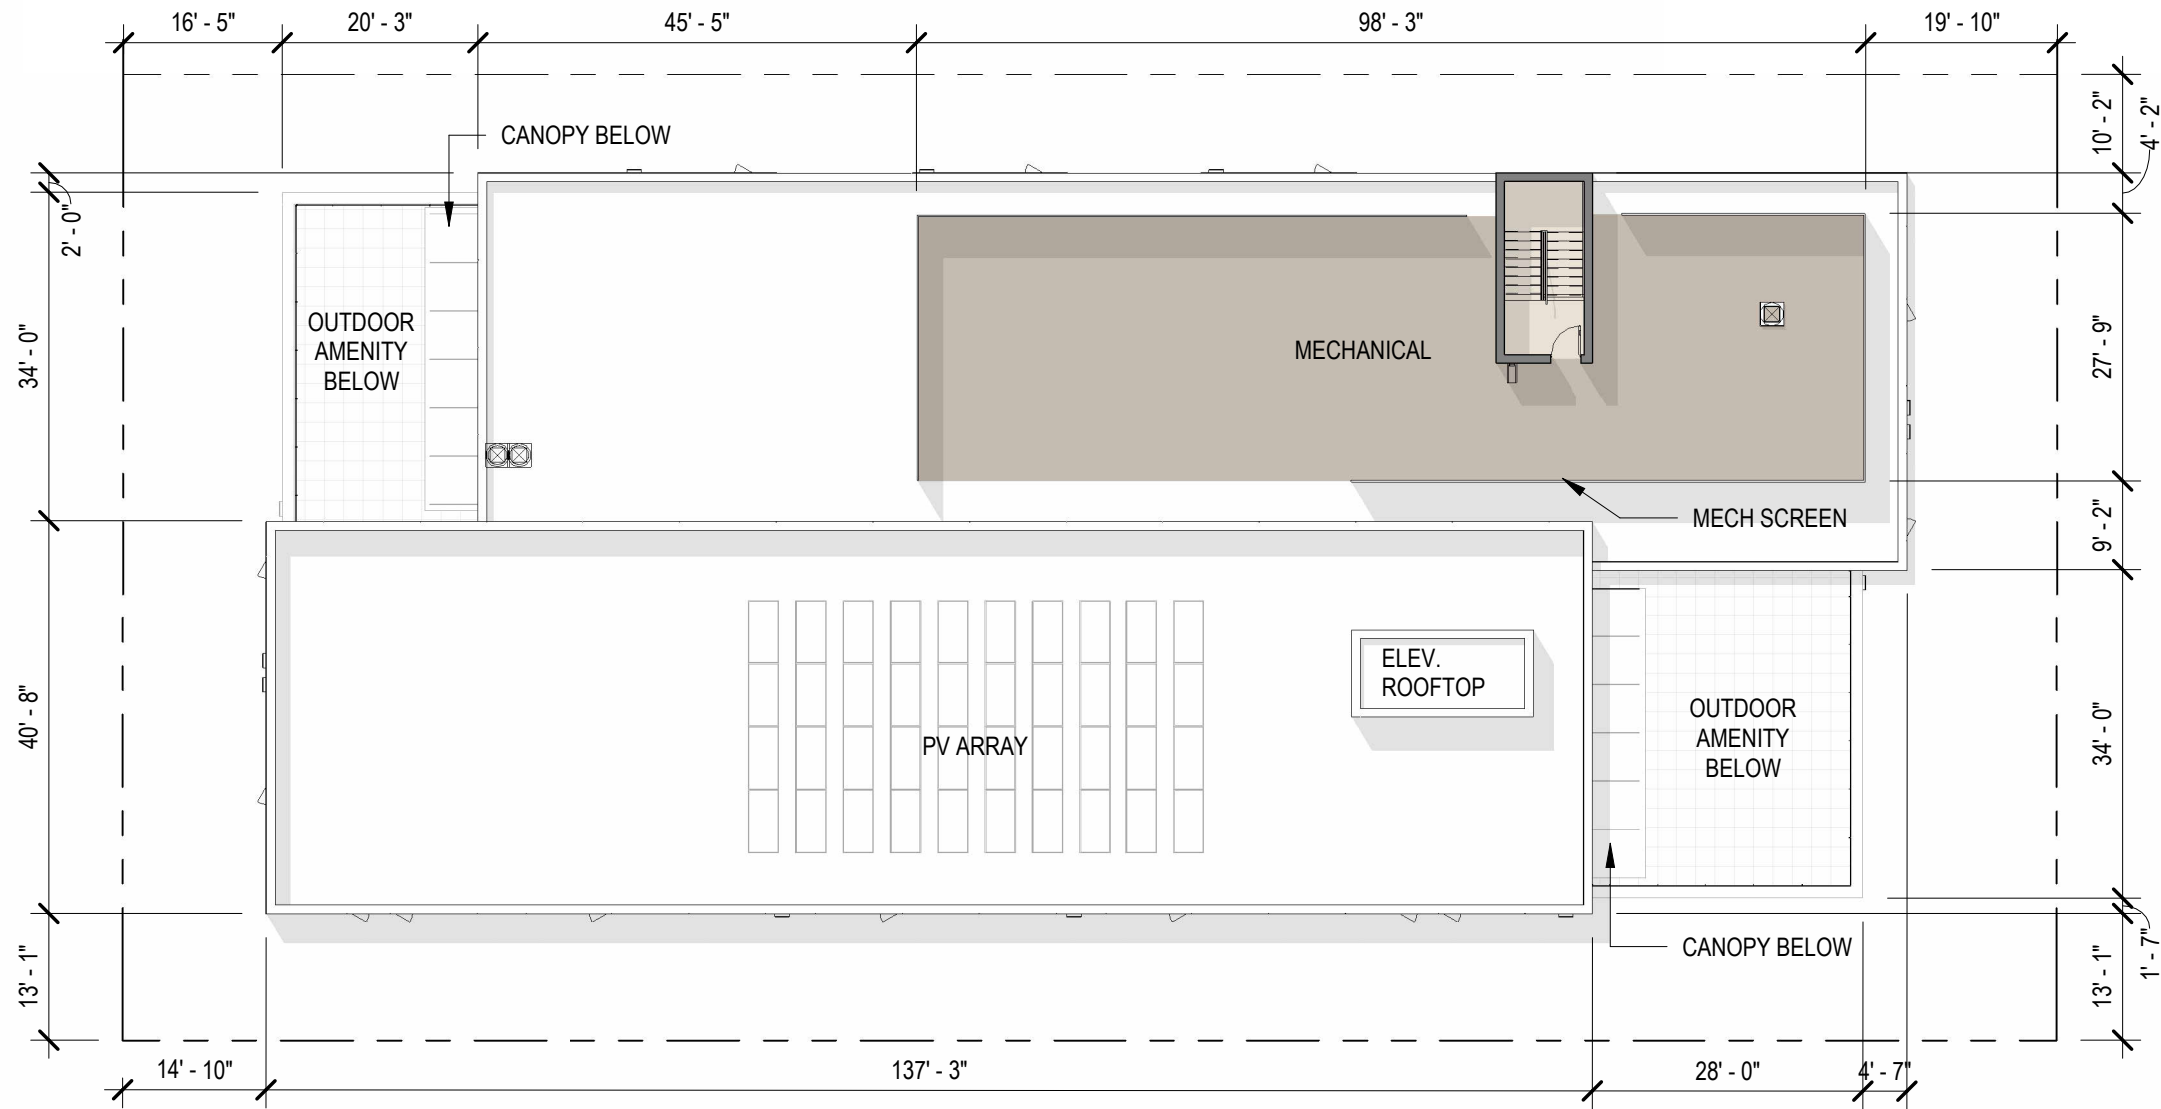 16' - 5"
20' - 3"
45' - 5"
98' - 3"
19' - 10"
10' - 2"
4' - 2"
CANOPY BELOW
2' - 0"
34' - 0"
OUTDOOR
AMENITY
BELOW
MECHANICAL
27' - 9"
MECH SCREEN
9' - 2"
40' - 8"
ELEV.
ROOFTOP
PV ARRAY
OUTDOOR
AMENITY
BELOW
34' - 0"
CANOPY BELOW
13' - 1"
13' - 1"
1' - 7"
14' - 10"
137' - 3"
28' - 0"
4' - 7"